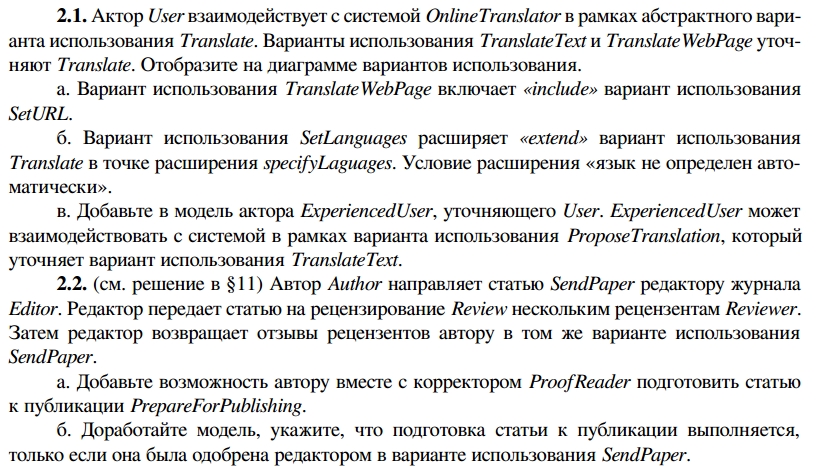 2.1. Актор User взаимодействует с системой OnlineTranslator в рамках абстрактного вари-
анта использования Translate. Варианты использования TranslateText и TranslateWebPage уточ-
няют Translate. Отобразите на диаграмме вариантов использования.
а. Вариант использования TranslateWebPage включает «include» вариант использования
SetURL.
б. Вариант использования SetLanguages расширяет «extend» вариант использования
Translate в точке расширения specifyLaguages. Условие расширения «язык не определен авто-
матически».
в. Добавьте в модель актора ExperiencedUser, уточняющего User. ExperiencedUser может
взаимодействовать с системой в рамках варианта использования ProposeTranslation, который
уточняет вариант использования TranslateText.
2.2. (см. решение в §11) Автор Author направляет статью SendPaper редактору журнала
Editor. Редактор передает статью на рецензирование Review нескольким рецензентам Reviewer.
Затем редактор возвращает отзывы рецензентов автору в том же варианте использования
SendPaper.
а. Добавьте возможность автору вместе с корректором ProofReader подготовить статью
к публикации PrepareForPublishing.
б. Доработайте модель, укажите, что подготовка статьи к публикации выполняется,
только если она была одобрена редактором в варианте использования SendPaper.